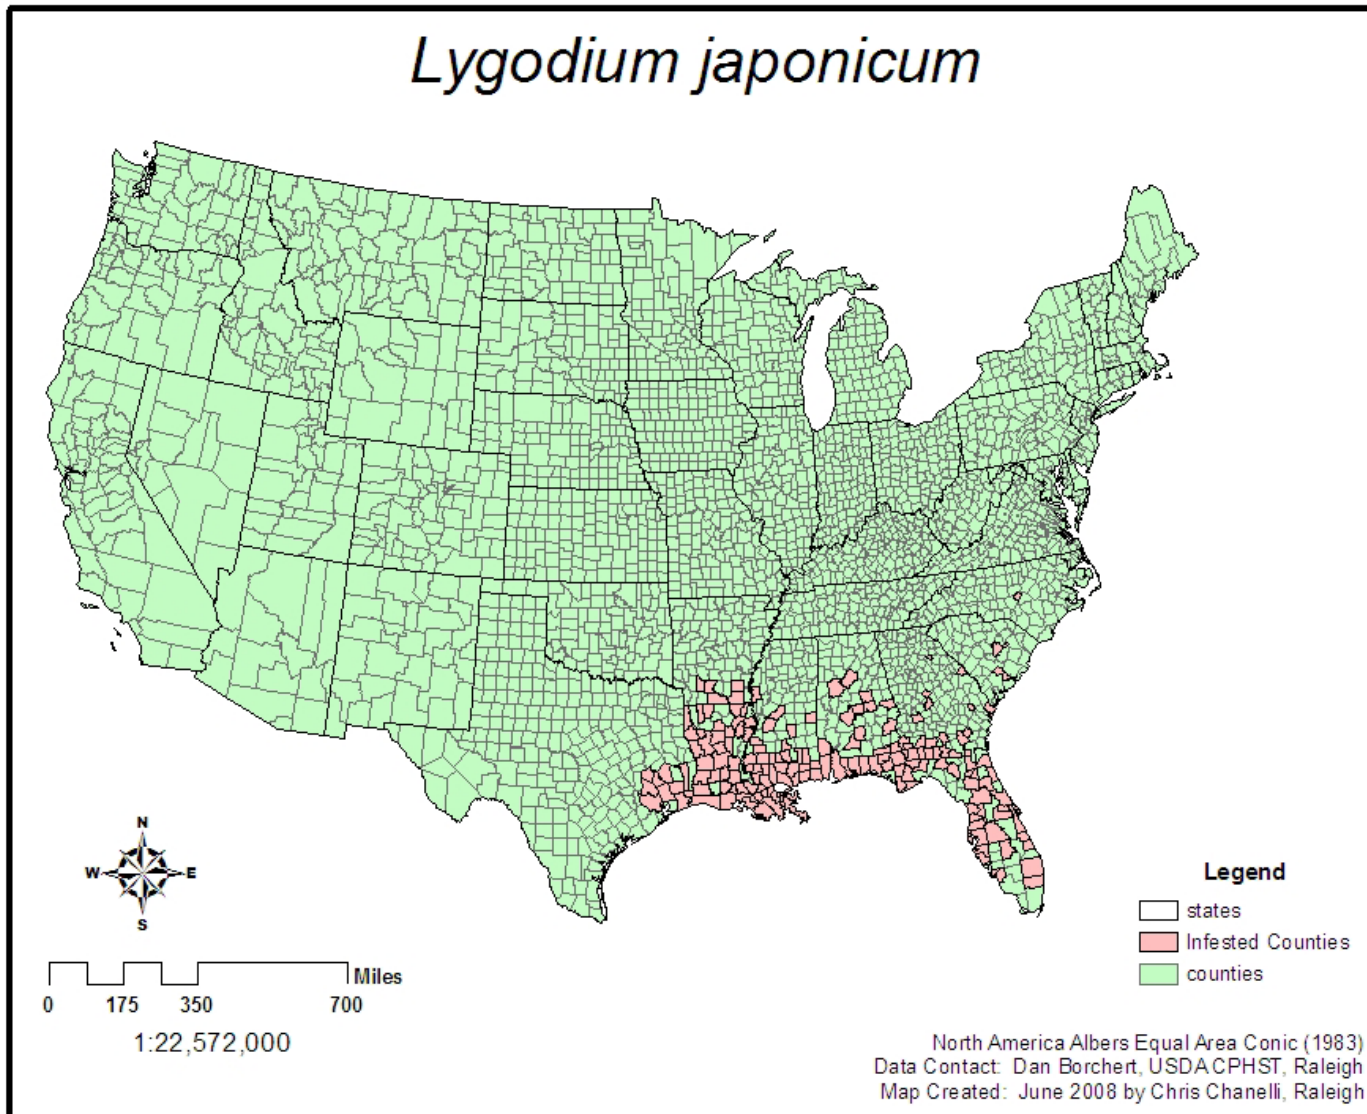 Lygodium japonicum
N
W E
S
Miles
0 175 350 700
1:22,572,000
Legend
states
Infested Counties
counties
North America Albers Equal Area Conic (1983)
Data Contact: Dan Borchert, USDA CPHST, Raleigh
Map Created: June 2008 by Chris Chanelli, Raleigh